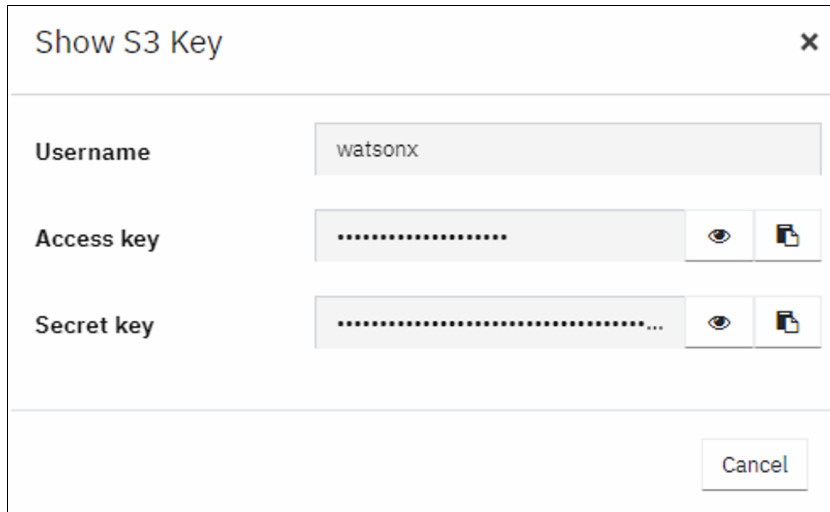 Show S3 Key
Username watsonx
Access key ••••••••••••••••••••
Secret key ••••••••••••••••••••••••••••••••••••...
Cancel